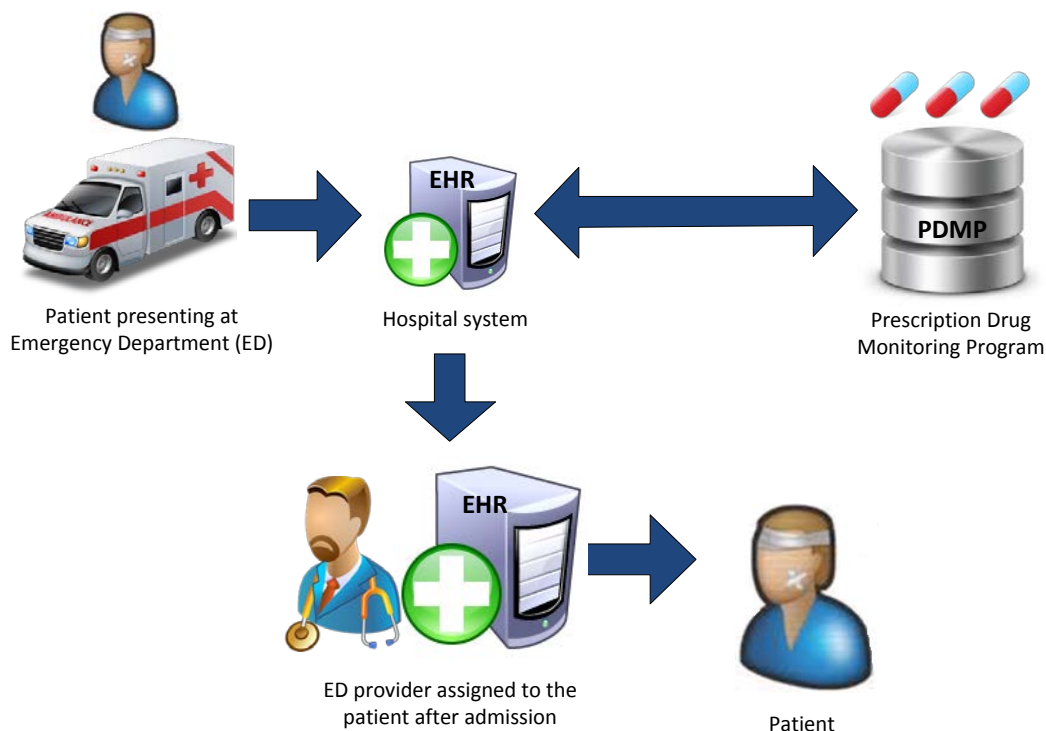 AMBULANCE
EHR
PDMP
Patient presenting at
Emergency Department (ED)
Hospital system
Prescription Drug
Monitoring Program
EHR
ED provider assigned to the
patient after admission
Patient